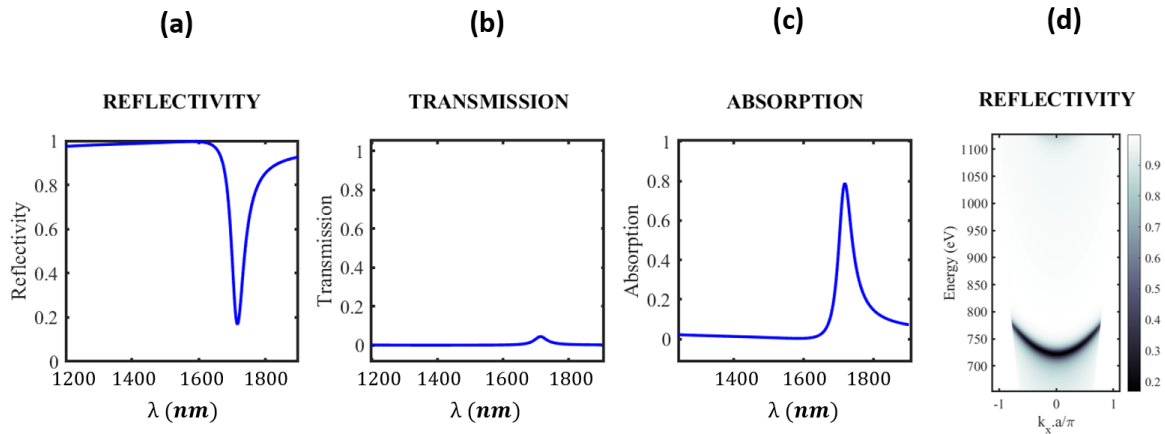 (a)
REFLECTIVITY
Reflectivity
1
0.8
0.6
0.4
0.2
0
1200 1400 1600 1800
λ (nm)
(b)
TRANSMISSION
Transmission
1
0.8
0.6
0.4
0.2
0
1200 1400 1600 1800
λ (nm)
(c)
ABSORPTION
Absorption
1
0.8
0.6
0.4
0.2
0
1400 1600 1800
λ (nm)
(d)
REFLECTIVITY
Energy (eV)
1100
1050
1000
950
900
850
800
750
700
-1 0 1
kₓ.a/π
0.9
0.8
0.7
0.6
0.5
0.4
0.3
0.2